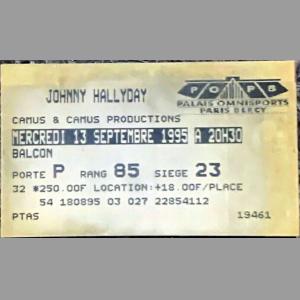 JOHNNY HALLYDAY
POPB
PALAIS OMNISPORTS
PARIS BERCY
CAMUS & CAMUS PRODUCTIONS
MERCREDI 13 SEPTEMBRE 1995 A 20H30
BALCON
PORTE P RANG 85 SIEGE 23
32 *250.00F LOCATION:+18.00F/PLACE
54 180895 03 027 22854112
PTAS 19461